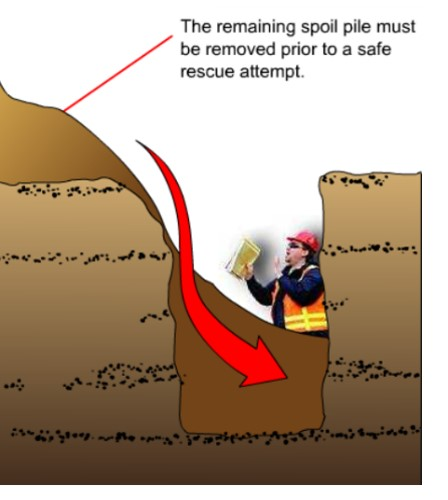 The remaining spoil pile must
be removed prior to a safe
rescue attempt.